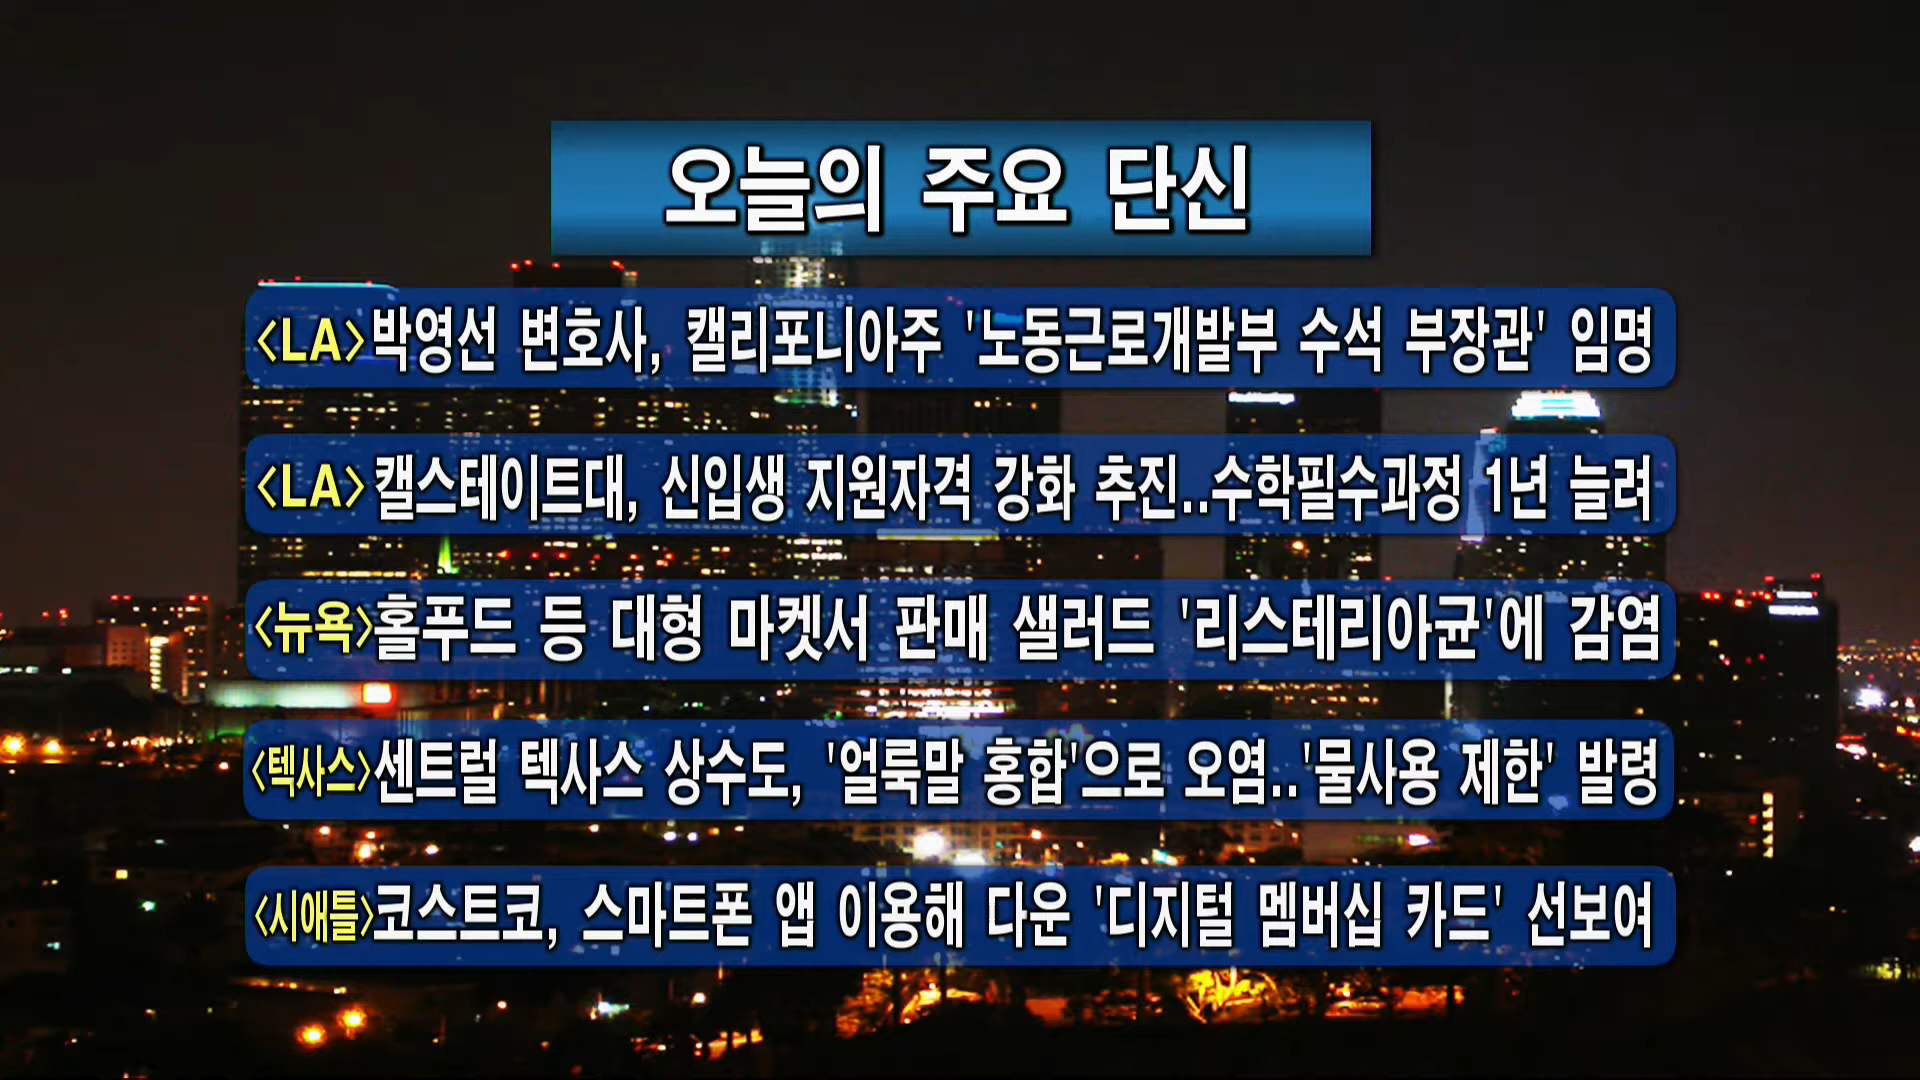 오늘의 주요 단신
<LA>박영선 변호사, 캘리포니아주 '노동근로개발부 수석 부장관' 임명
<LA>캘스테이트대, 신입생 지원자격 강화 추진..수학필수과정 1년 늘려
<뉴욕>홀푸드 등 대형 마켓서 판매 샐러드 '리스테리아균'에 감염
<텍사스>센트럴 텍사스 상수도, '얼룩말 홍합'으로 오염..'물사용 제한' 발령
<시애틀>코스트코, 스마트폰 앱 이용해 다운 '디지털 멤버십 카드' 선보여